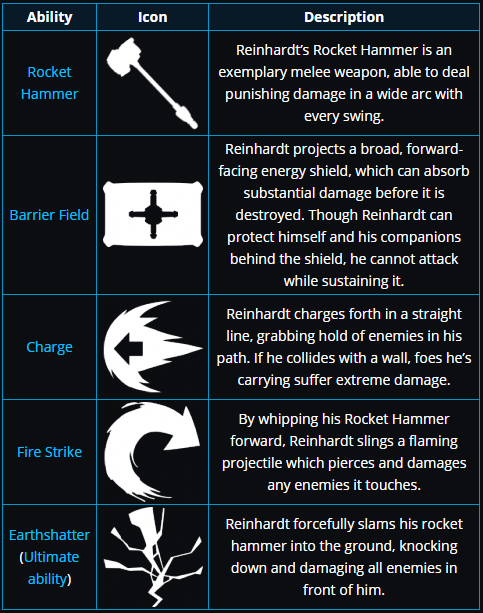 Ability Icon Description
Rocket
Hammer
Reinhardt’s Rocket Hammer is an
exemplary melee weapon, able to deal
punishing damage in a wide arc with
every swing.
Barrier Field
Reinhardt projects a broad, forward-
facing energy shield, which can absorb
substantial damage before it is
destroyed. Though Reinhardt can
protect himself and his companions
behind the shield, he cannot attack
while sustaining it.
Charge
Reinhardt charges forth in a straight
line, grabbing hold of enemies in his
path. If he collides with a wall, foes he’s
carrying suffer extreme damage.
Fire Strike
By whipping his Rocket Hammer
forward, Reinhardt slings a flaming
projectile which pierces and damages
any enemies it touches.
Earthshatter
(Ultimate
ability)
Reinhardt forcefully slams his rocket
hammer into the ground, knocking
down and damaging all enemies in
front of him.